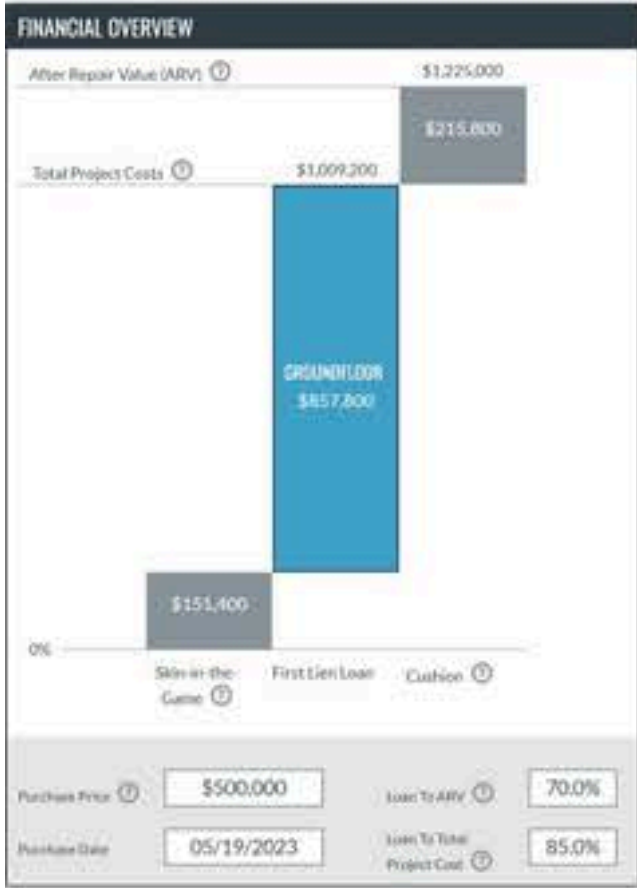 FINANCIAL OVERVIEW
After Repair Value (ARV) ?
$1,225,000
$215,800
Total Project Costs ?
$1,009,200
GROUNDFLOOR
$857,800
$151,400
0%
Skin-in-the-
Game ?
First Lien Loan
Cushion ?
Purchase Price ?
$500,000
Loan To ARV ?
70.0%
Purchase Date
05/19/2023
Loan To Total
Project Cost ?
85.0%